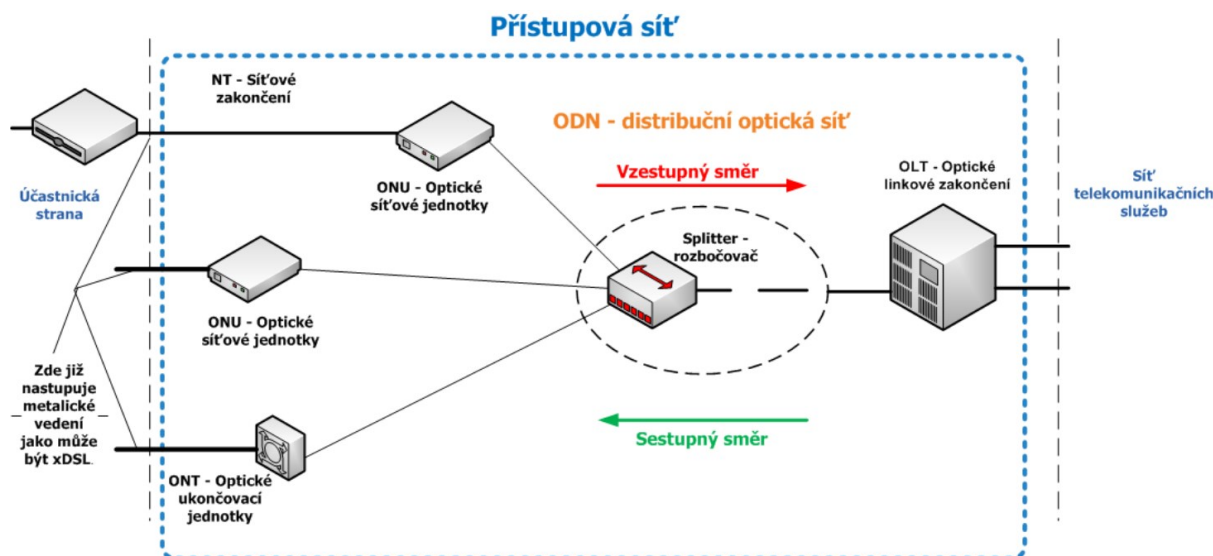 Přístupová síť
NT - Síťové
zakončení
ODN - distribuční optická síť
Vzestupný směr
OLT - Optické
linkové zakončení
Účastnická
strana
ONU - Optické
síťové jednotky
Síť
telekomunikačních
služeb
Splitter -
rozbočovač
ONU - Optické
síťové jednotky
Zde již
nastupuje
metalické
vedení
jako může
být xDSL.
Sestupný směr
ONT - Optické
ukončovací
jednotky